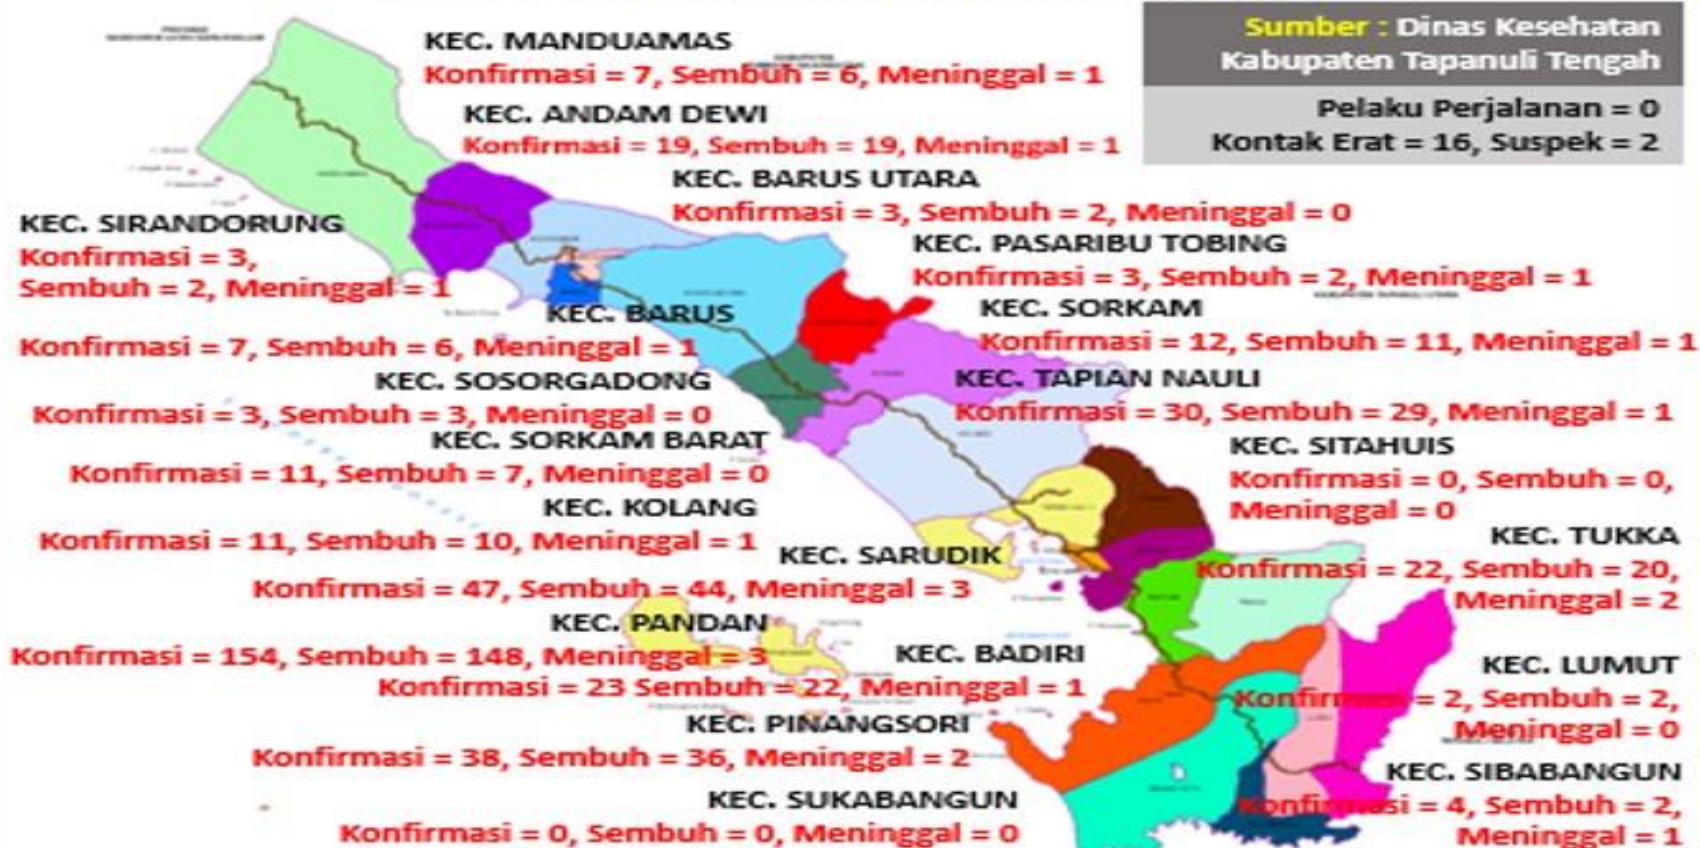 Sumber : Dinas Kesehatan
Kabupaten Tapanuli Tengah
Pelaku Perjalanan = 0
Kontak Erat = 16, Suspek = 2
KEC. MANDUAMAS
Konfirmasi = 7, Sembuh = 6, Meninggal = 1
KEC. ANDAM DEWI
Konfirmasi = 19, Sembuh = 19, Meninggal = 1
KEC. BARUS UTARA
Konfirmasi = 3, Sembuh = 2, Meninggal = 0
KEC. SIRANDORUNG
Konfirmasi = 3,
Sembuh = 2, Meninggal = 1
KEC. PASARIBU TOBING
Konfirmasi = 3, Sembuh = 2, Meninggal = 1
KEC. BARUS
Konfirmasi = 7, Sembuh = 6, Meninggal = 1
KEC. SORKAM
Konfirmasi = 12, Sembuh = 11, Meninggal = 1
KEC. SOSORGADONG
Konfirmasi = 3, Sembuh = 3, Meninggal = 0
KEC. TAPIAN NAULI
Konfirmasi = 30, Sembuh = 29, Meninggal = 1
KEC. SORKAM BARAT
Konfirmasi = 11, Sembuh = 7, Meninggal = 0
KEC. SITAHUIS
Konfirmasi = 0, Sembuh = 0,
Meninggal = 0
KEC. KOLANG
Konfirmasi = 11, Sembuh = 10, Meninggal = 1
KEC. TUKKA
Konfirmasi = 22, Sembuh = 20,
Meninggal = 2
KEC. SARUDIK
Konfirmasi = 47, Sembuh = 44, Meninggal = 3
KEC. PANDAN
Konfirmasi = 154, Sembuh = 148, Meninggal = 3
KEC. BADIRI
Konfirmasi = 23 Sembuh = 22, Meninggal = 1
KEC. LUMUT
Konfirmasi = 2, Sembuh = 2,
Meninggal = 0
KEC. PINANGSORI
Konfirmasi = 38, Sembuh = 36, Meninggal = 2
KEC. SIBABANGUN
Konfirmasi = 4, Sembuh = 2,
Meninggal = 1
KEC. SUKABANGUN
Konfirmasi = 0, Sembuh = 0, Meninggal = 0